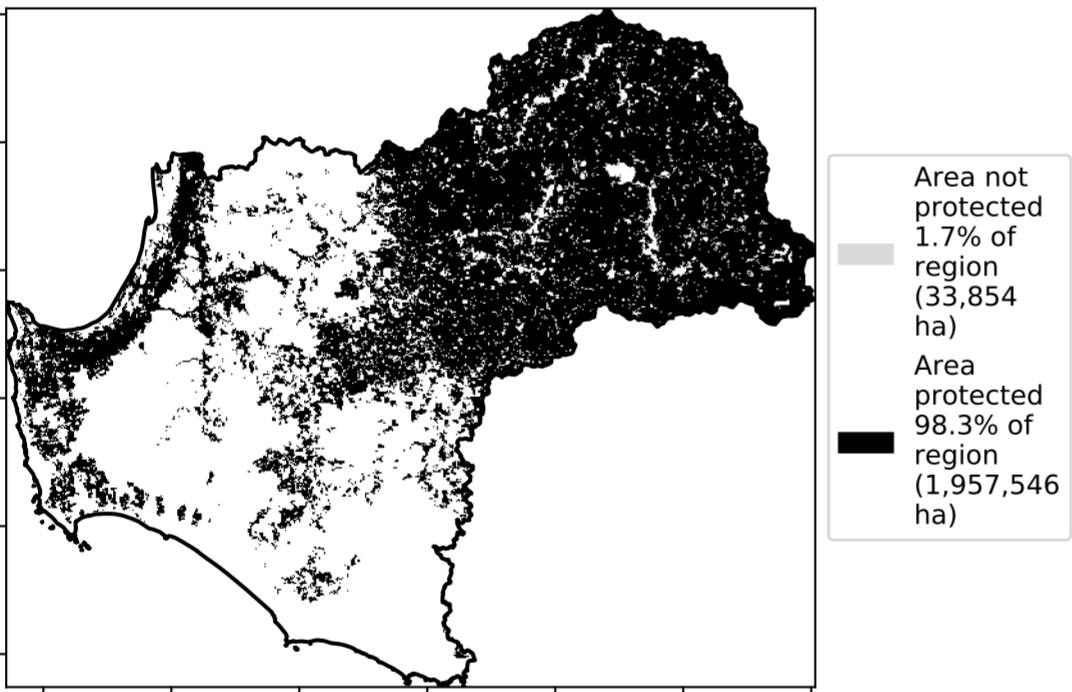 Area not
protected
1.7% of
region
(33,854
ha)
Area
protected
98.3% of
region
(1,957,546
ha)